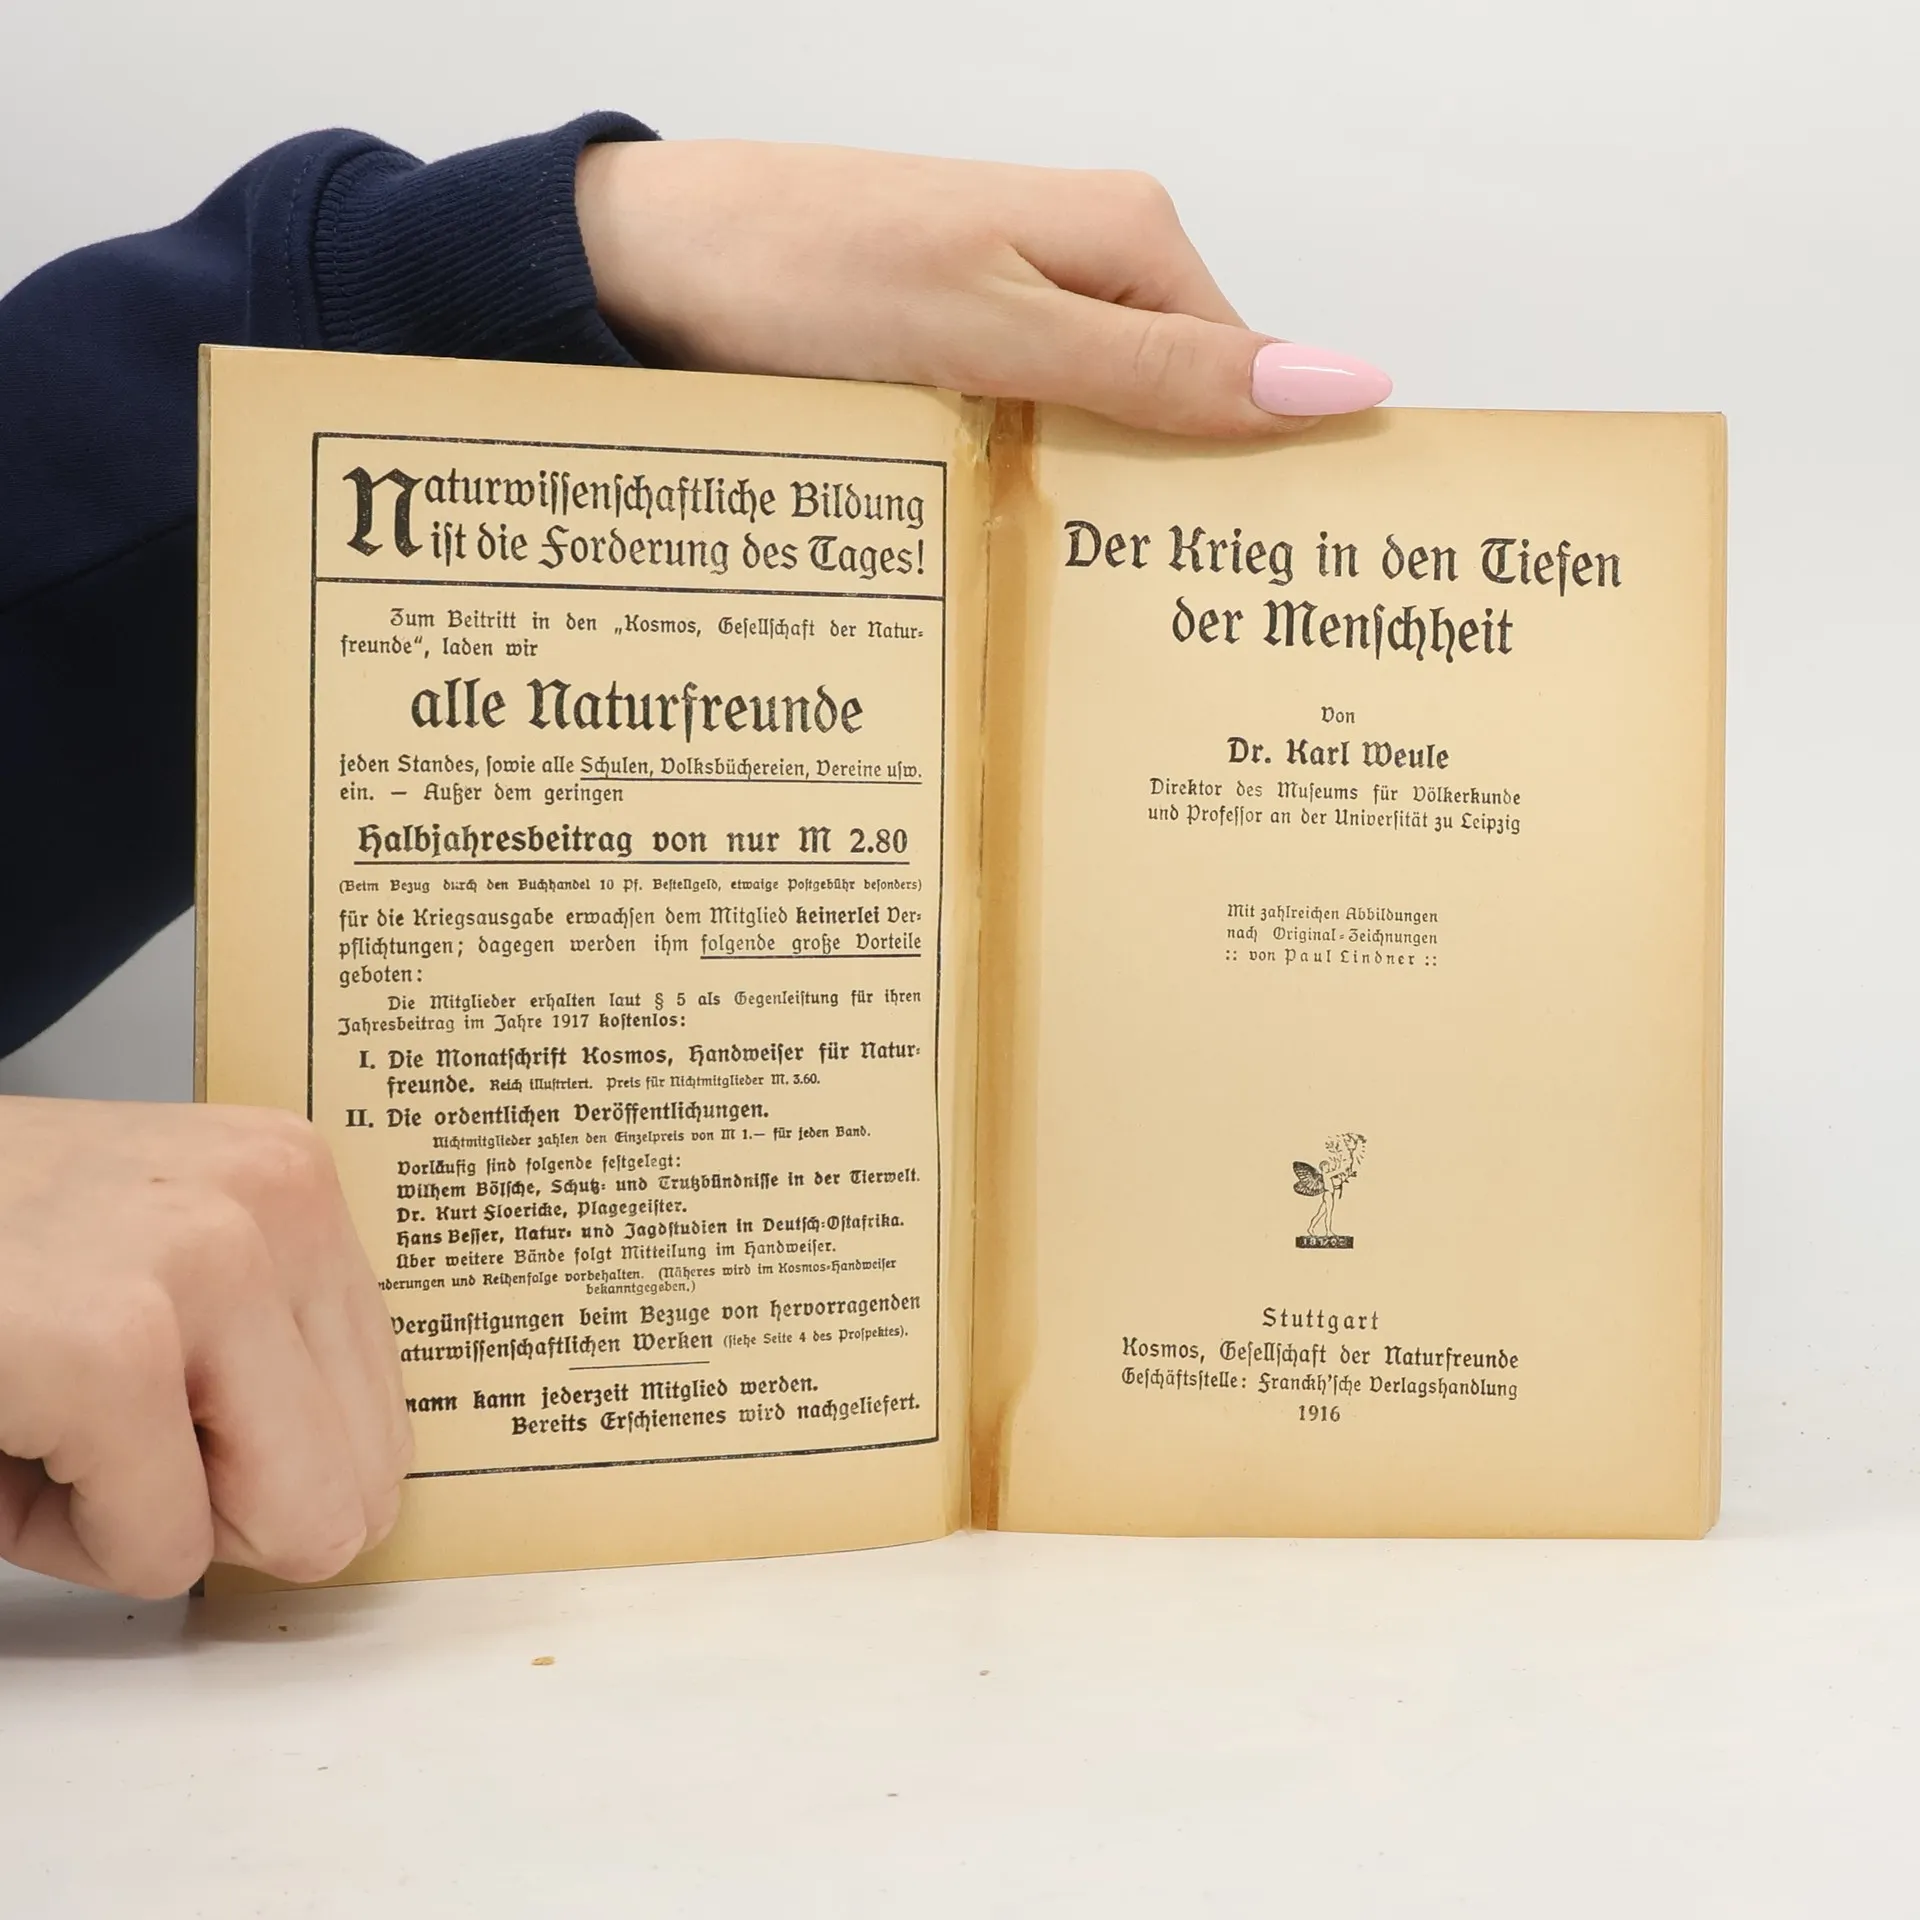 Naturwiſſenſchaftliche Bildung
iſt die Forderung des Tages!
Zum Beitritt in den „Kosmos, Geſellſchaft der Natur-
freunde“, laden wir
alle Naturfreunde
jeden Standes, ſowie alle Schulen, Volksbüchereien, Vereine uſw.
ein. — Außer dem geringen
Halbjahresbeitrag von nur M 2.80
(Beim Bezug durch den Buchhandel 10 Pf. Beſtellgeld, etwaige Poſtgebühr beſonders)
für die Kriegsausgabe erwachſen dem Mitglied keinerlei Ver-
pflichtungen; dagegen werden ihm folgende große Vorteile
geboten:
Die Mitglieder erhalten laut § 5 als Gegenleiſtung für ihren
Jahresbeitrag im Jahre 1917 koſtenlos:
I. Die Monatſchrift Kosmos, Handweiſer für Natur-
freunde. Reich illuſtriert. Preis für Nichtmitglieder M. 3.60.
II. Die ordentlichen Veröffentlichungen.
Nichtmitglieder zahlen den Einzelpreis von M 1.— für jeden Band.
Vorläufig ſind folgende feſtgelegt:
Wilhem Bölſche, Schutz- und Trutzbündniſſe in der Tierwelt.
Dr. Kurt Floericke, Plagegeiſter.
Hans Beſſer, Natur- und Jagdſtudien in Deutſch-Oſtafrika.
Über weitere Bände folgt Mitteilung im Handweiſer.
nderungen und Reihenfolge vorbehalten. (Näheres wird im Kosmos-Handweiſer
bekanntgegeben.)
Vergünſtigungen beim Bezuge von hervorragenden
aturwiſſenſchaftlichen Werken (ſiehe Seite 4 des Proſpektes).
mann kann jederzeit Mitglied werden.
Bereits Erſchienenes wird nachgeliefert.
Der Krieg in den Tiefen
der Menſchheit
Von
Dr. Karl Weule
Direktor des Muſeums für Völkerkunde
und Profeſſor an der Univerſität zu Leipzig
Mit zahlreichen Abbildungen
nach Original-Zeichnungen
:: von Paul Lindner ::
Stuttgart
Kosmos, Geſellſchaft der Naturfreunde
Geſchäftsſtelle: Franckh'ſche Verlagshandlung
1916